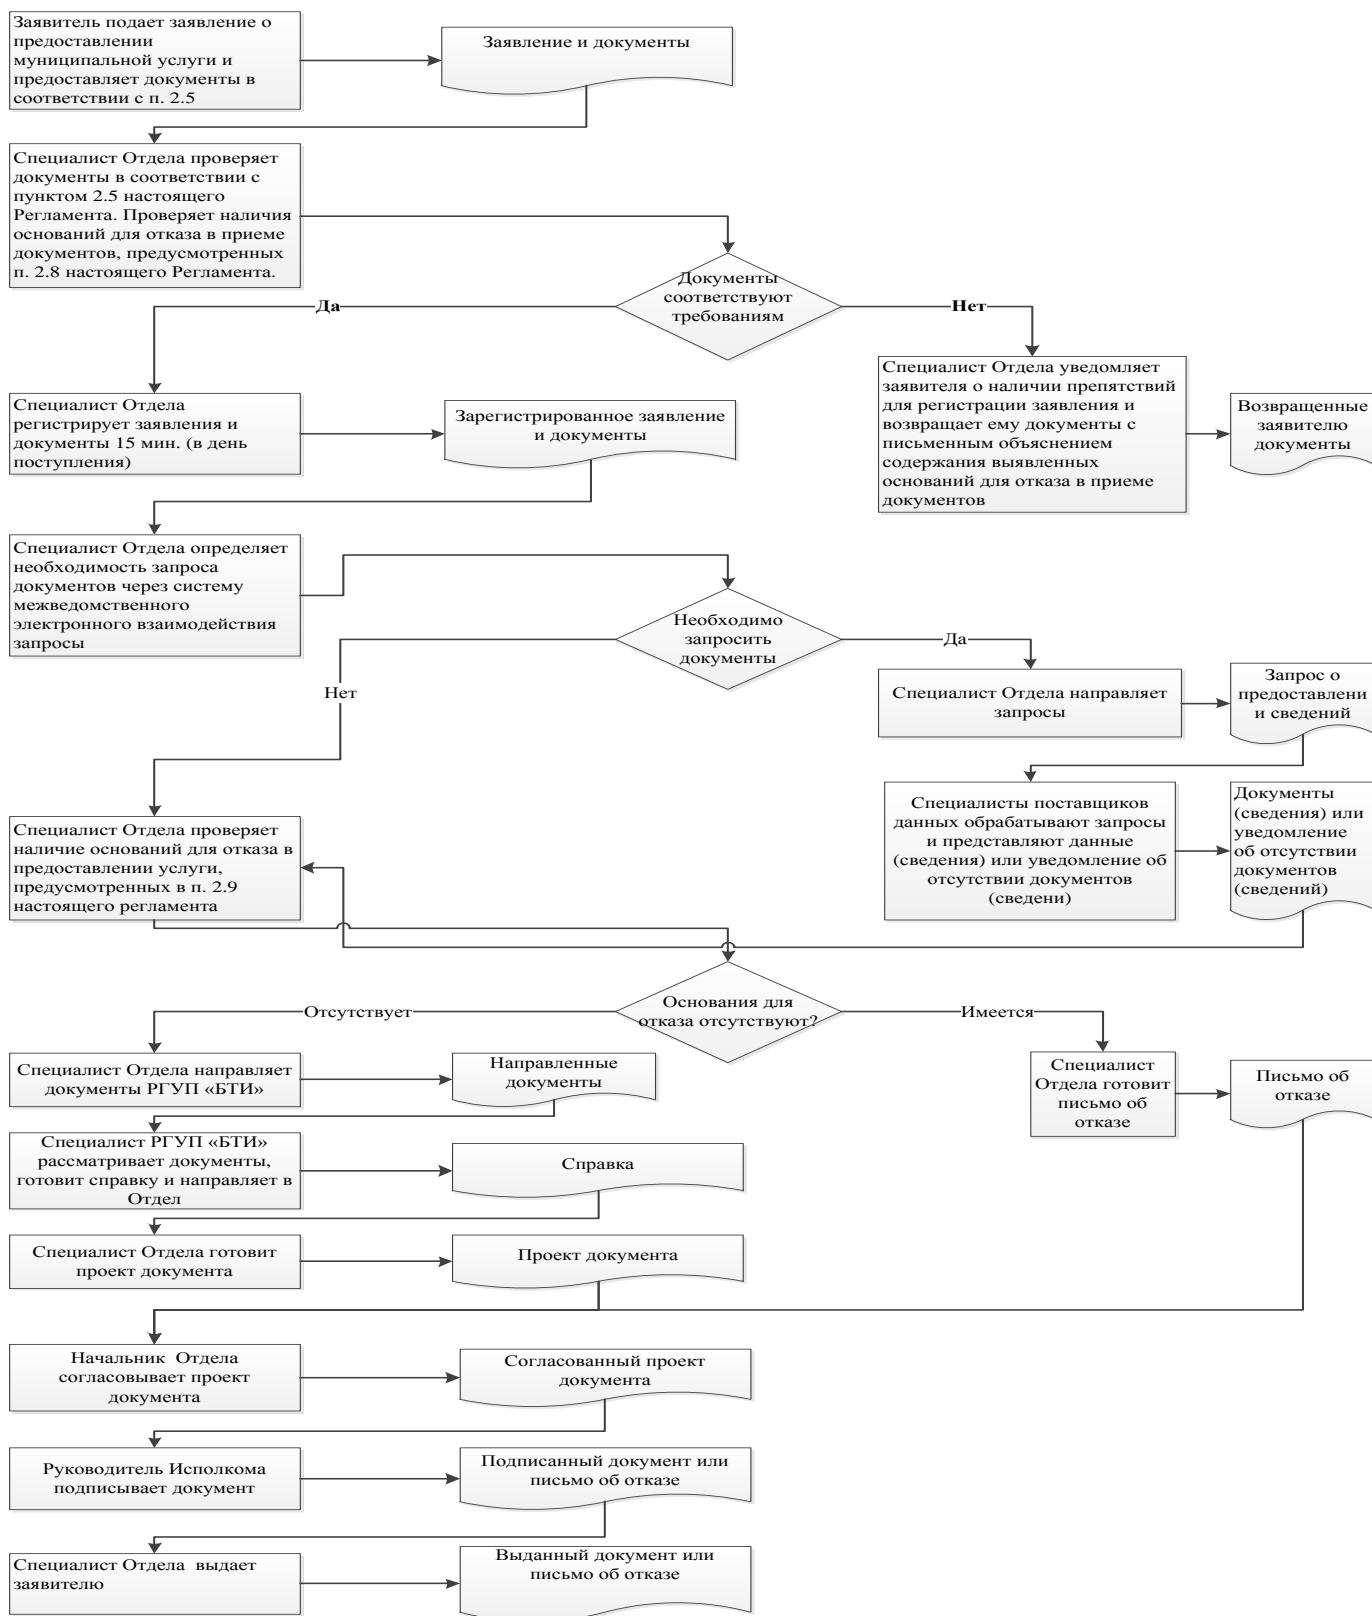 Заявитель подает заявление о
предоставлении
муниципальной услуги и
предоставляет документы в
соответствии с п. 2.5
Заявление и документы
Специалист Отдела проверяет
документы в соответствии с
пунктом 2.5 настоящего
Регламента. Проверяет наличия
оснований для отказа в приеме
документов, предусмотренных
п. 2.8 настоящего Регламента.
Документы
соответствуют
требованиям
Да
Нет
Специалист Отдела
регистрирует заявления и
документы 15 мин. (в день
поступления)
Зарегистрированное заявление
и документы
Специалист Отдела уведомляет
заявителя о наличии препятствий
для регистрации заявления и
возвращает ему документы с
письменным объяснением
содержания выявленных
оснований для отказа в приеме
документов
Возвращенные
заявителю
документы
Специалист Отдела определяет
необходимость запроса
документов через систему
межведомственного
электронного взаимодействия
запросы
Необходимо
запросить
документы
Да
Нет
Специалист Отдела направляет
запросы
Запрос о
предоставлени
и сведений
Специалисты поставщиков
данных обрабатывают запросы
и представляют данные
(сведения) или уведомление об
отсутствии документов
(сведени)
Документы
(сведения) или
уведомление
об отсутствии
документов
(сведений)
Специалист Отдела проверяет
наличие оснований для отказа в
предоставлении услуги,
предусмотренных в п. 2.9
настоящего регламента
Основания для
отказа отсутствуют?
Отсутствует
Имеется
Специалист Отдела направляет
документы РГУП «БТИ»
Направленные
документы
Специалист
Отдела готовит
письмо об
отказе
Письмо об
отказе
Специалист РГУП «БТИ»
рассматривает документы,
готовит справку и направляет в
Отдел
Справка
Специалист Отдела готовит
проект документа
Проект документа
Начальник  Отдела
согласовывает проект
документа
Согласованный проект
документа
Руководитель Исполкома
подписывает документ
Подписанный документ или
письмо об отказе
Специалист Отдела  выдает
заявителю
Выданный документ или
письмо об отказе